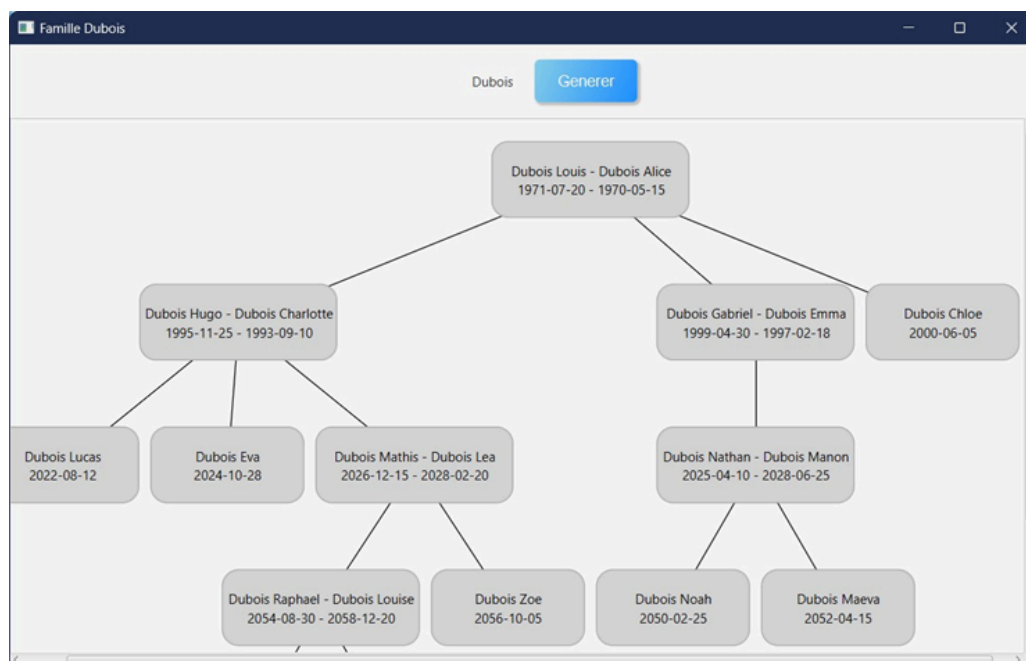 Famille Dubois
Dubois
Generer
Dubois Louis - Dubois Alice
1971-07-20 - 1970-05-15
Dubois Hugo - Dubois Charlotte
1995-11-25 - 1993-09-10
Dubois Gabriel - Dubois Emma
1999-04-30 - 1997-02-18
Dubois Chloe
2000-06-05
Dubois Lucas
2022-08-12
Dubois Eva
2024-10-28
Dubois Mathis - Dubois Lea
2026-12-15 - 2028-02-20
Dubois Nathan - Dubois Manon
2025-04-10 - 2028-06-25
Dubois Raphael - Dubois Louise
2054-08-30 - 2058-12-20
Dubois Zoe
2056-10-05
Dubois Noah
2050-02-25
Dubois Maeva
2052-04-15